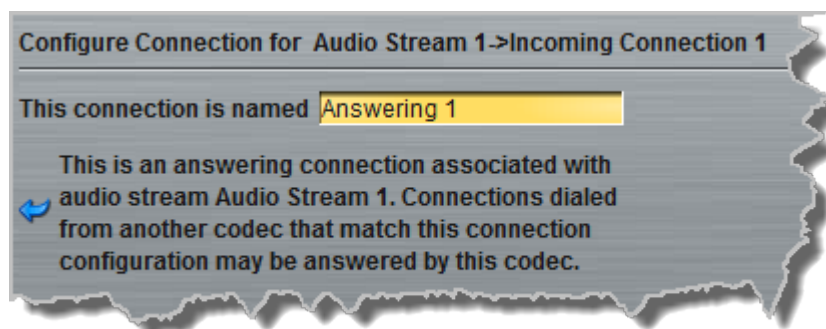 Configure Connection for Audio Stream 1->Incoming Connection 1
This connection is named Answering 1
This is an answering connection associated with
audio stream Audio Stream 1. Connections dialed
from another codec that match this connection
configuration may be answered by this codec.